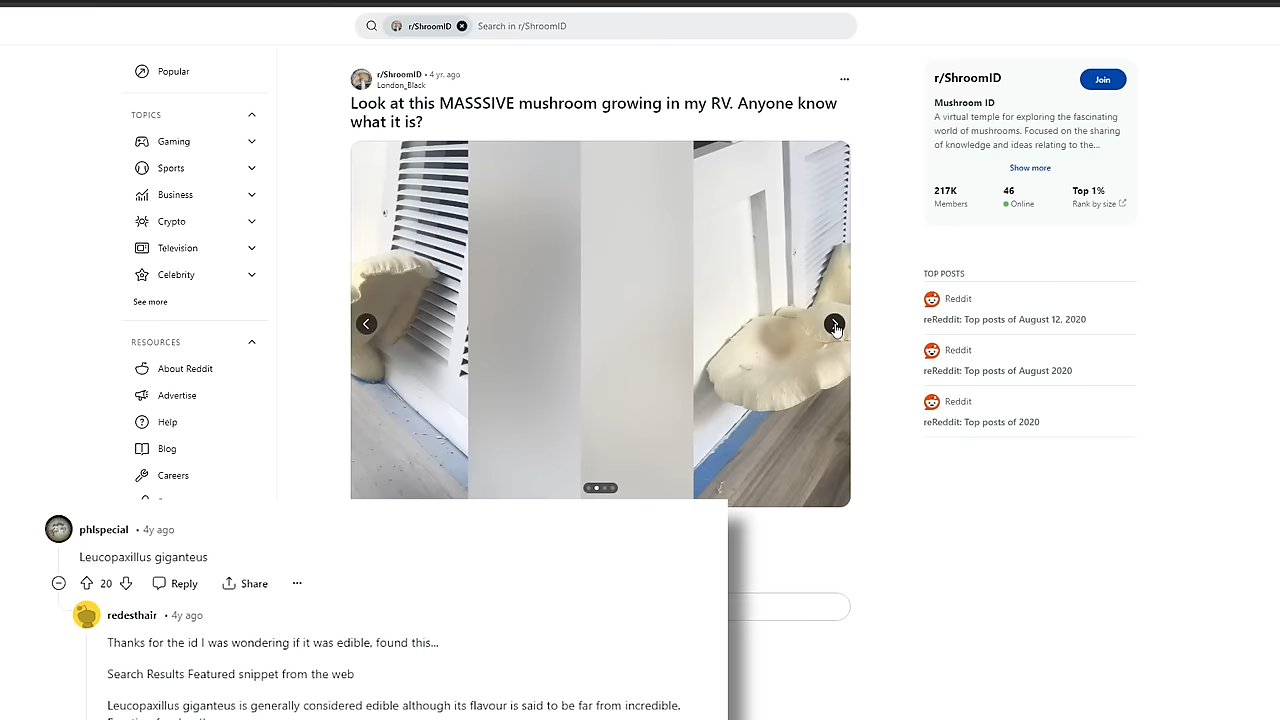 r/ShroomID
Search in r/ShroomID
Popular
TOPICS
Gaming
Sports
Business
Crypto
Television
Celebrity
See more
RESOURCES
About Reddit
Advertise
Help
Blog
Careers
r/ShroomID • 4 yr. ago
London_Black
Look at this MASSSIVE mushroom growing in my RV. Anyone know
what it is?
r/ShroomID
Join
Mushroom ID
A virtual temple for exploring the fascinating
world of mushrooms. Focused on the sharing
of knowledge and ideas relating to the...
Show more
217K 46 Top 1%
Members Online Rank by size
TOP POSTS
Reddit
reReddit: Top posts of August 12, 2020
Reddit
reReddit: Top posts of August 2020
Reddit
reReddit: Top posts of 2020
phlspecial • 4y ago
Leucopaxillus giganteus
20 Reply Share ...
redesthair • 4y ago
Thanks for the id I was wondering if it was edible, found this...
Search Results Featured snippet from the web
Leucopaxillus giganteus is generally considered edible although its flavour is said to be far from incredible.